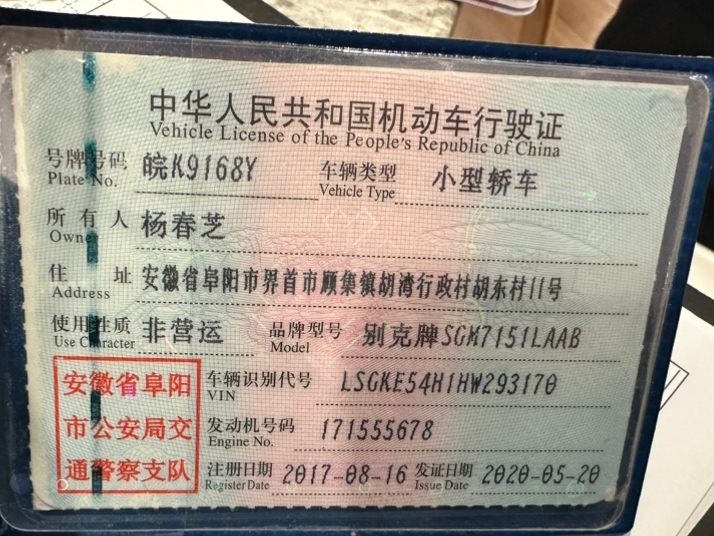 中华人民共和国机动车行驶证
Vehicle License of the People's Republic of China
号牌号码 皖K9168Y 车辆类型 小型轿车
Plate No. Vehicle Type
所有人 杨春芝
Owner
住址 安徽省阜阳市界首市顾集镇胡湾行政村胡东村11号
Address
使用性质 非营运 品牌型号 别克牌SGM7151LAAB
Use Character Model
安徽省阜阳 车辆识别代号 LSGKE54H1HW293170
VIN
市公安局交 发动机号码 171555678
Engine No.
通警察支队 注册日期 2017-08-16 发证日期 2020-05-20
Register Date Issue Date